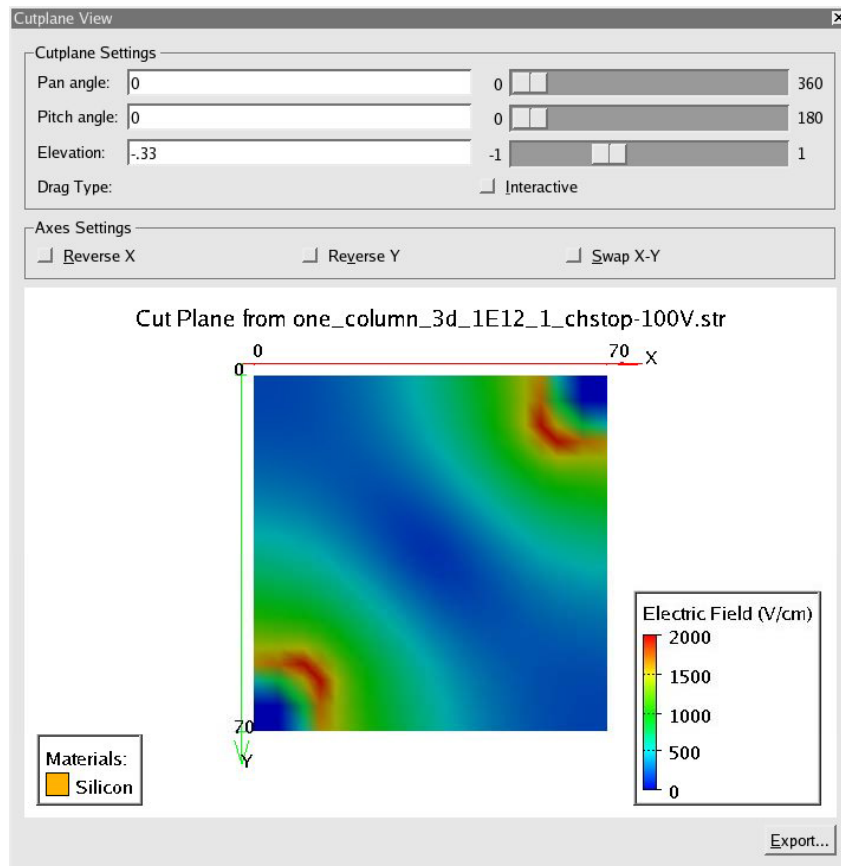 Cutplane View
Cutplane Settings
Pan angle: 0 0 360
Pitch angle: 0 0 180
Elevation: -.33 -1 1
Drag Type: Interactive
Axes Settings
Reverse X Reverse Y Swap X-Y
Cut Plane from one_column_3d_1E12_1_chstop-100V.str
0 70 X
0
70
Y
Electric Field (V/cm)
2000
1500
1000
500
0
Materials:
Silicon
Export...